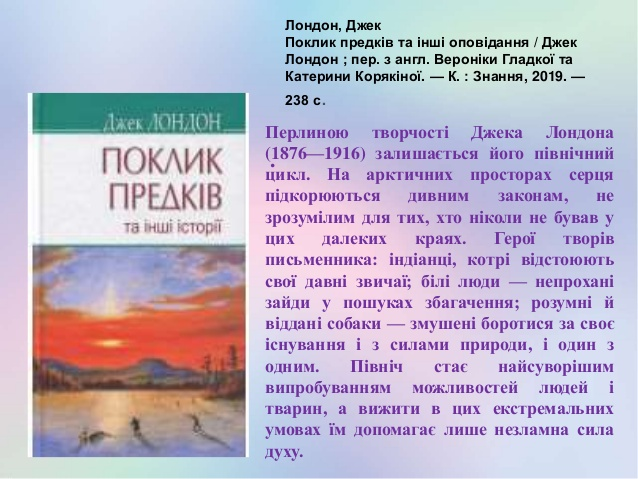 Лондон, Джек
Поклик предків та інші оповідання / Джек
Лондон ; пер. з англ. Вероніки Гладкої та
Катерини Корякіної. — К. : Знання, 2019. —
238 с.
Джек ЛОНДОН
ПОКЛИК
ПРЕДКІВ
та інші історії
Перлиною творчості Джека Лондона
(1876—1916) залишається його північний
цикл. На арктичних просторах серця
підкорюються дивним законам, не
зрозумілим для тих, хто ніколи не бував у
цих далеких краях. Герої творів
письменника: індіанці, котрі відстоюють
свої давні звичаї; білі люди — непрохані
зайди у пошуках збагачення; розумні й
віддані собаки — змушені боротися за своє
існування і з силами природи, і один з
одним. Північ стає найсуворішим
випробуванням можливостей людей і
тварин, а вижити в цих екстремальних
умовах їм допомагає лише незламна сила
духу.